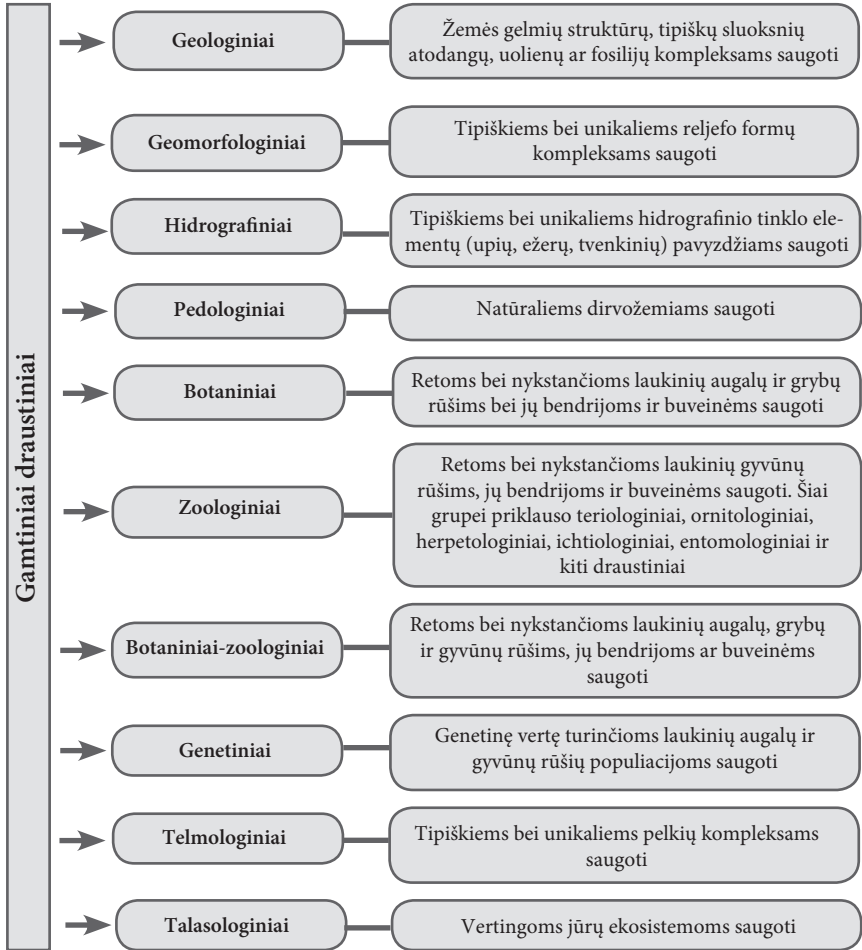 Gamtiniai draustiniai
Geologiniai
Žemės gelmių struktūrų, tipiškų sluoksnių
atodangų, uolienų ar fosilijų kompleksams saugoti
Geomorfologiniai
Tipiškiems bei unikaliems reljefo formų
kompleksams saugoti
Hidrografiniai
Tipiškiems bei unikaliems hidrografinio tinklo ele-
mentų (upių, ežerų, tvenkinių) pavyzdžiams saugoti
Pedologiniai
Natūraliems dirvožemiams saugoti
Botaniniai
Retoms bei nykstančioms laukinių augalų ir grybų
rūšims bei jų bendrijoms ir buveinėms saugoti
Zoologiniai
Retoms bei nykstančioms laukinių gyvūnų
rūšims, jų bendrijoms ir buveinėms saugoti. Šiai
grupei priklauso teriologiniai, ornitologiniai,
herpetologiniai, ichtiologiniai, entomologiniai ir
kiti draustiniai
Botaniniai-zoologiniai
Retoms bei nykstančioms laukinių augalų, grybų
ir gyvūnų rūšims, jų bendrijoms ar buveinėms
saugoti
Genetiniai
Genetinę vertę turinčioms laukinių augalų ir
gyvūnų rūšių populiacijoms saugoti
Telmologiniai
Tipiškiems bei unikaliems pelkių kompleksams
saugoti
Talasologiniai
Vertingoms jūrų ekosistemoms saugoti